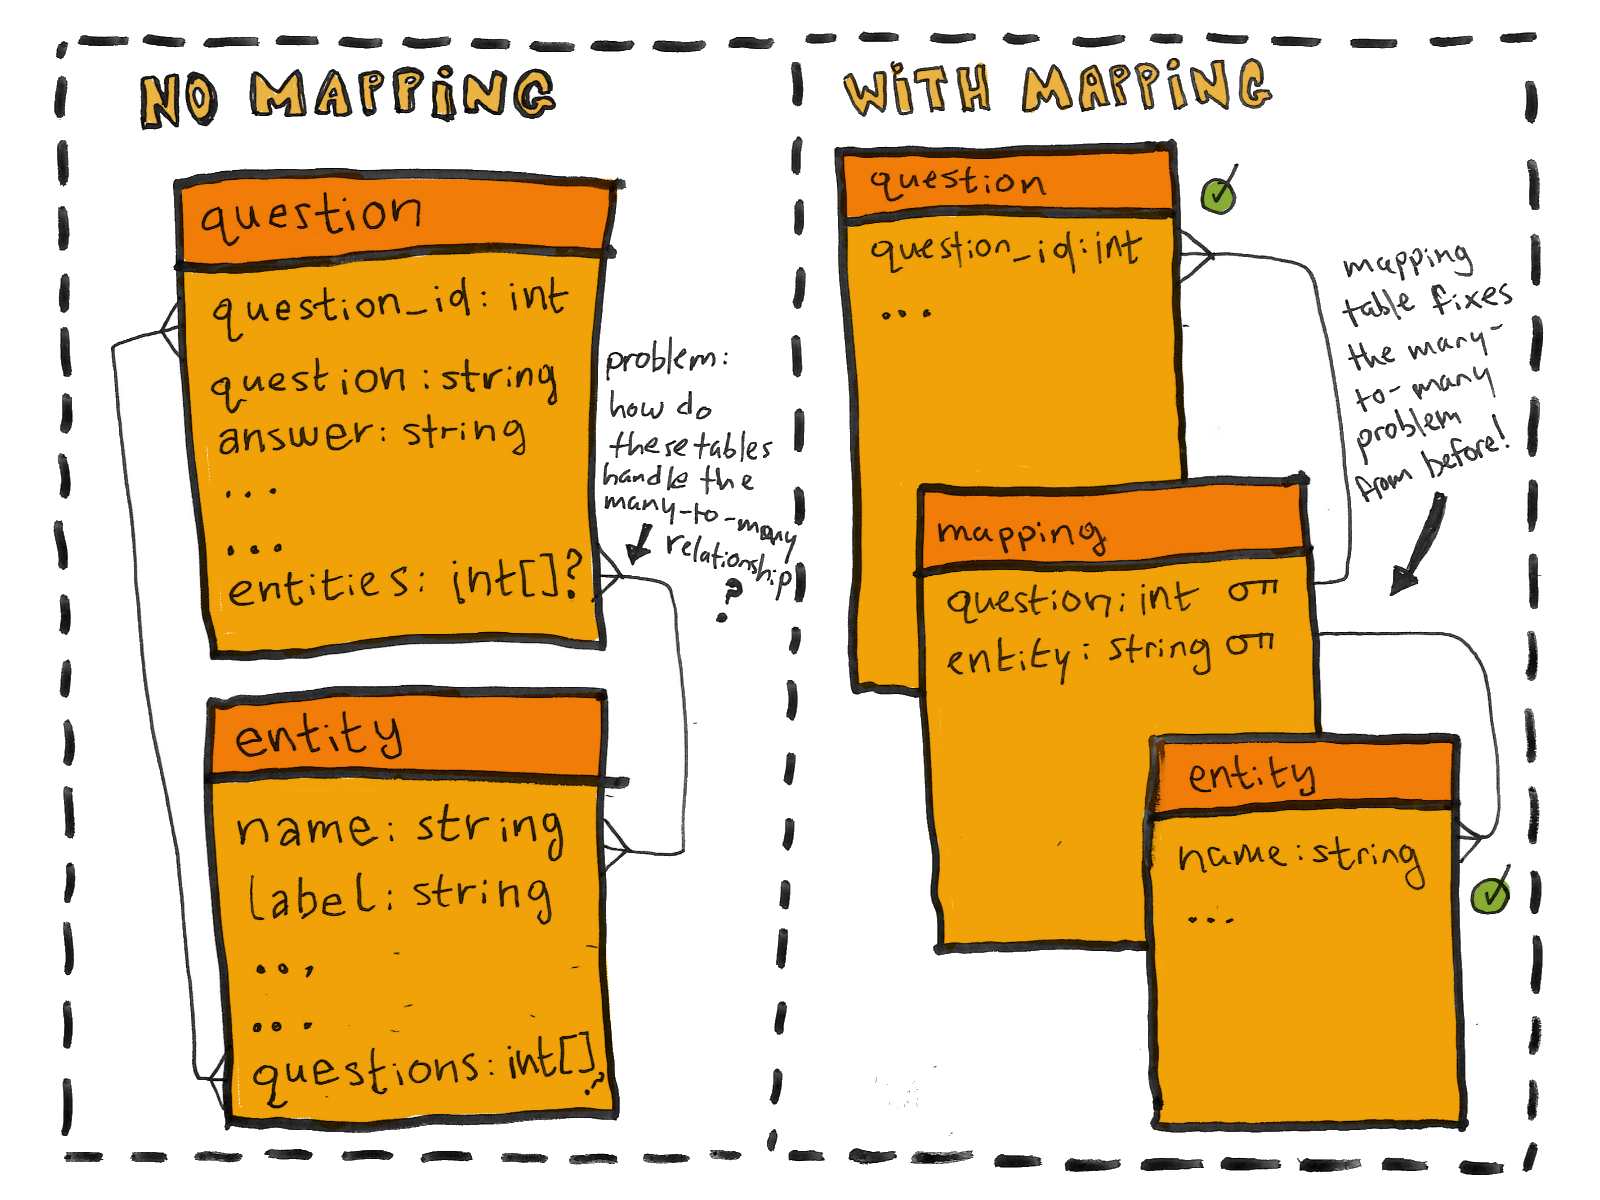 NO MAPPING
question
question_id: int
question: string
answer: string
...
...
entities: int[]?
problem:
how do
these tables
handle the
many-to-many
relationship
?
entity
name: string
label: string
...
...
questions: int[]
?
WITH MAPPING
question
question_id: int
...
mapping
table fixes
the many-
to-many
problem
from before!
mapping
question: int
entity: string
entity
name: string
...